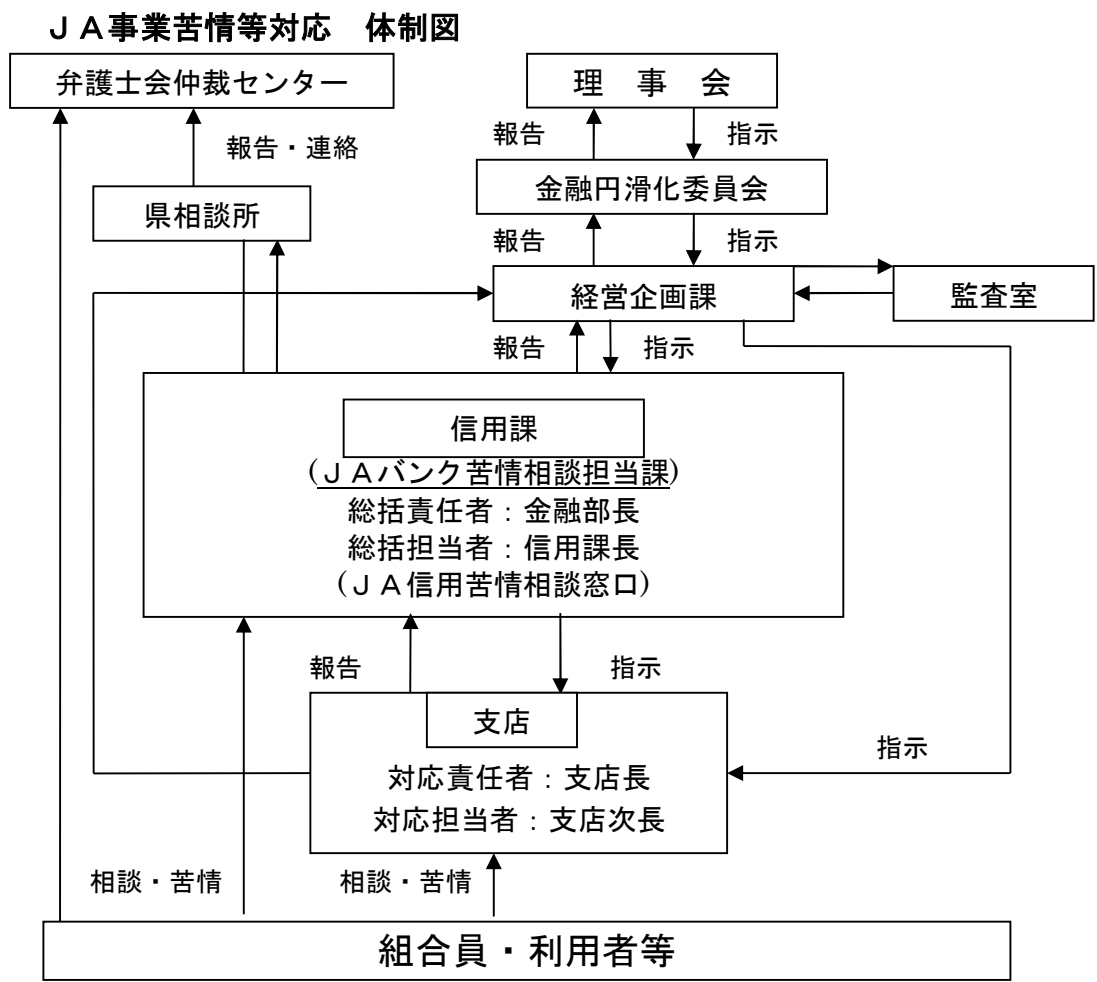 ＪＡ事業苦情等対応　体制図
弁護士会仲裁センター
理　事　会
報告
指示
報告・連絡
金融円滑化委員会
県相談所
報告
指示
経営企画課
監査室
報告
指示
信用課
(ＪＡバンク苦情相談担当課)
総括責任者：金融部長
総括担当者：信用課長
(ＪＡ信用苦情相談窓口)
報告
指示
支店
指示
対応責任者：支店長
対応担当者：支店次長
相談・苦情
相談・苦情
組合員・利用者等